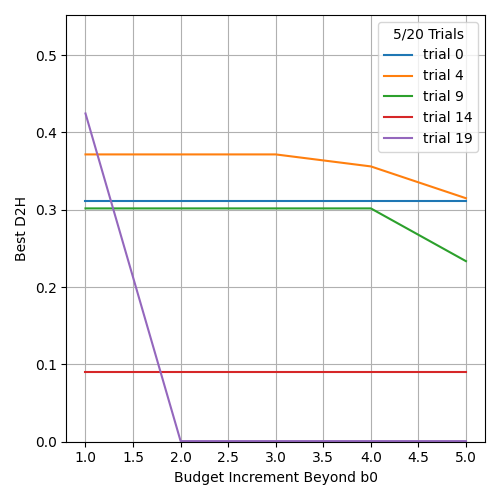 5/20 Trials
trial 0
trial 4
trial 9
trial 14
trial 19
Best D2H
0.5
0.4
0.3
0.2
0.1
0.0
1.0 1.5 2.0 2.5 3.0 3.5 4.0 4.5 5.0
Budget Increment Beyond b0